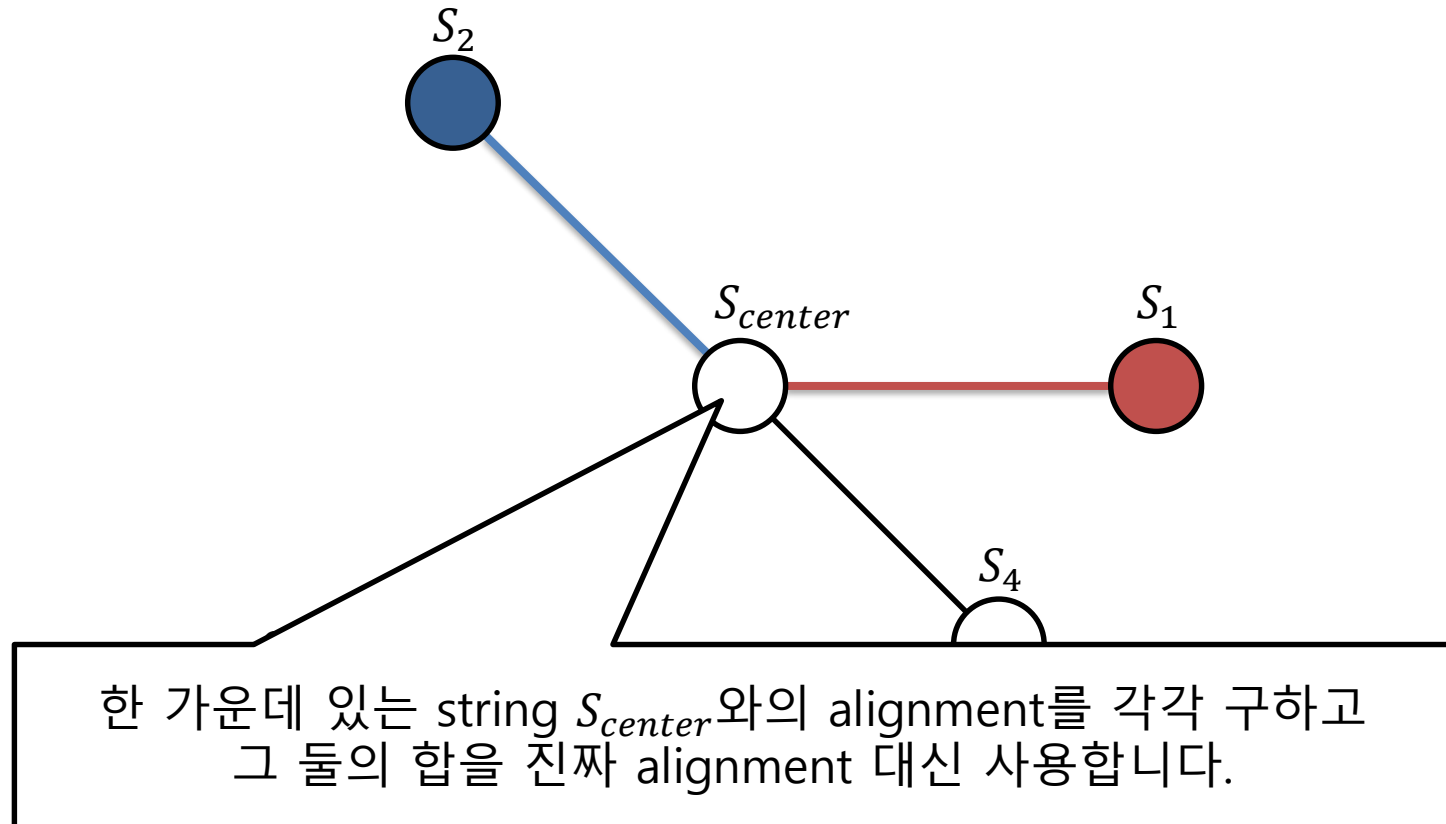 S₂
S_center
S₁
S₄
한 가운데 있는 string S_center와의 alignment를 각각 구하고
그 둘의 합을 진짜 alignment 대신 사용합니다.